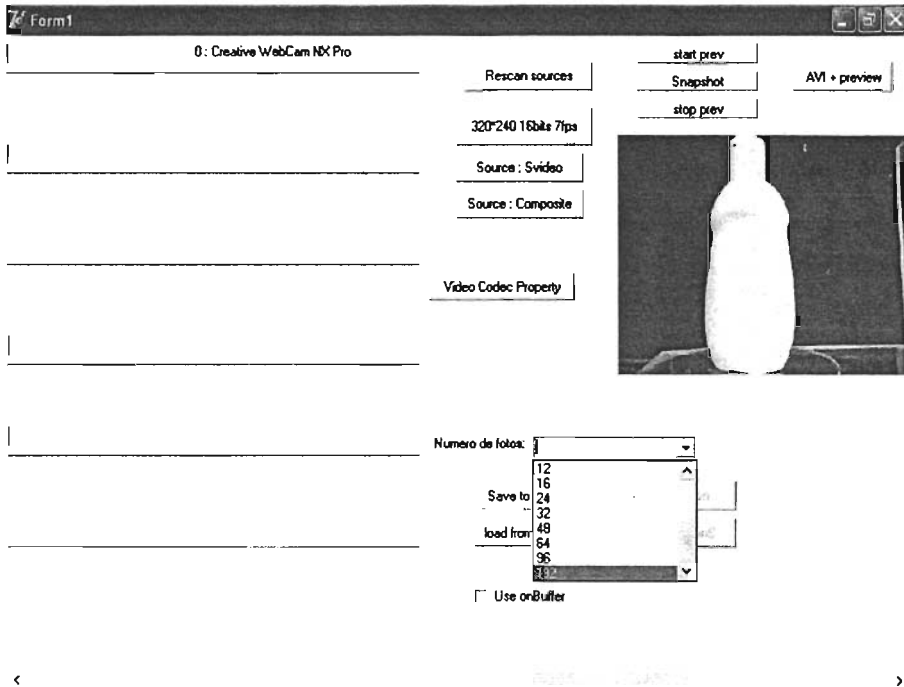 Form1
0 : Creative WebCam NX Pro
start prev
Rescan sources
Snapshot
AVI + preview
stop prev
320*240 16bits 7fps
Source : Svideo
Source : Composite
Video Codec Property
Numero de fotos:
12
16
Save to
24
32
load from
48
64
96
192
Use onBuffer